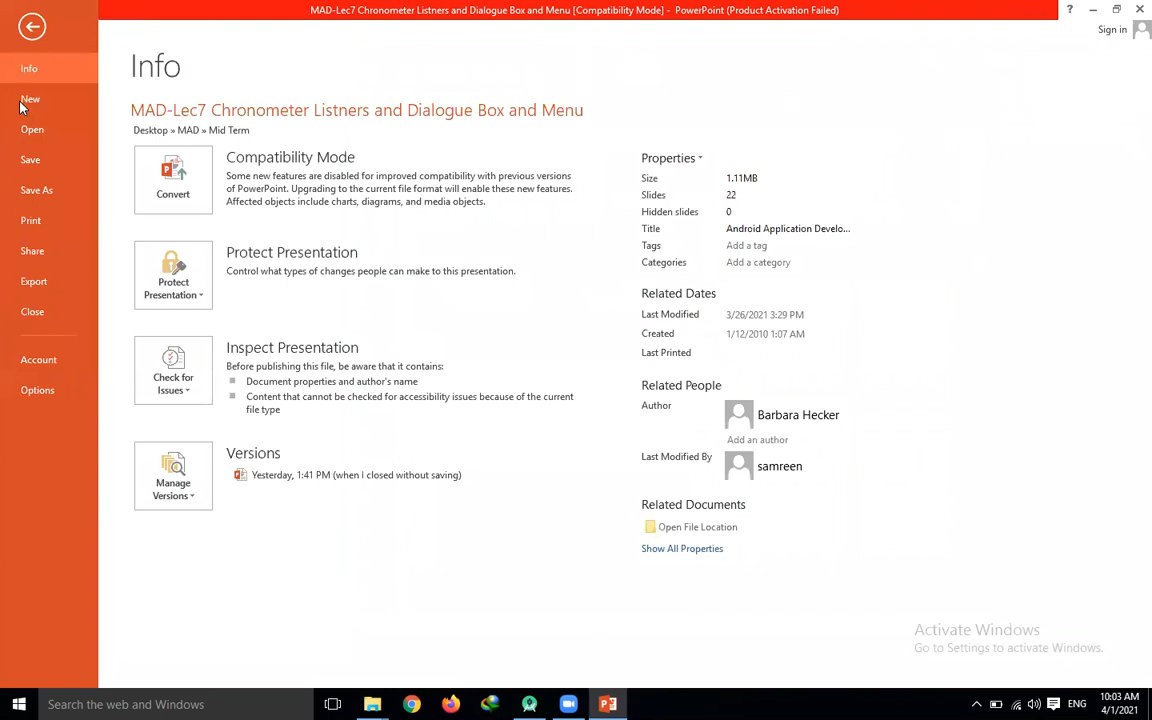 MAD-Lec7 Chronometer Listners and Dialogue Box and Menu [Compatibility Mode] - PowerPoint (Product Activation Failed)
?
Sign in
Info
New
Open
Save
Save As
Print
Share
Export
Close
Account
Options
Info
MAD-Lec7 Chronometer Listners and Dialogue Box and Menu
Desktop » MAD » Mid Term
Convert
Compatibility Mode
Some new features are disabled for improved compatibility with previous versions
of PowerPoint. Upgrading to the current file format will enable these new features.
Affected objects include charts, diagrams, and media objects.
Protect
Presentation
Protect Presentation
Control what types of changes people can make to this presentation.
Check for
Issues
Inspect Presentation
Before publishing this file, be aware that it contains:
Document properties and author's name
Content that cannot be checked for accessibility issues because of the current
file type
Manage
Versions
Versions
Yesterday, 1:41 PM (when I closed without saving)
Properties
Size 1.11MB
Slides 22
Hidden slides 0
Title Android Application Develo...
Tags Add a tag
Categories Add a category
Related Dates
Last Modified 3/26/2021 3:29 PM
Created 1/12/2010 1:07 AM
Last Printed
Related People
Author Barbara Hecker
Add an author
Last Modified By samreen
Related Documents
Open File Location
Show All Properties
Activate Windows
Go to Settings to activate Windows.
Search the web and Windows
ENG
10:03 AM
4/1/2021